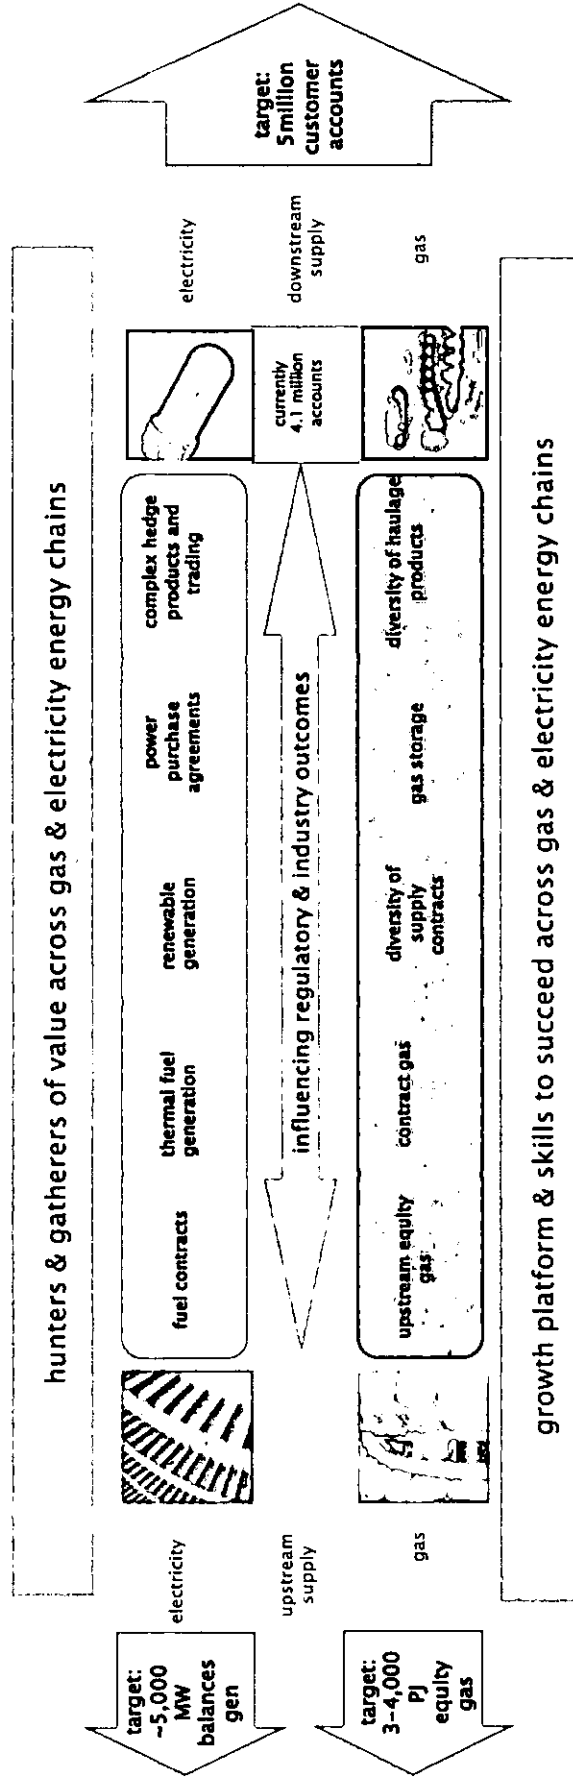 hunters & gatherers of value across gas & electricity energy chains
target:
~5,000
MW
balances
gen
electricity
fuel contracts
thermal fuel
generation
renewable
generation
power
purchase
agreements
complex hedge
products and
trading
electricity
upstream
supply
influencing regulatory & industry outcomes
currently
4.1 million
accounts
downstream
supply
target:
5million
customer
accounts
target:
3-4,000
PJ
equity
gas
gas
upstream equity
gas
contract gas
diversity of
supply
contracts
gas storage
diversity of haulage
products
gas
growth platform & skills to succeed across gas & electricity energy chains